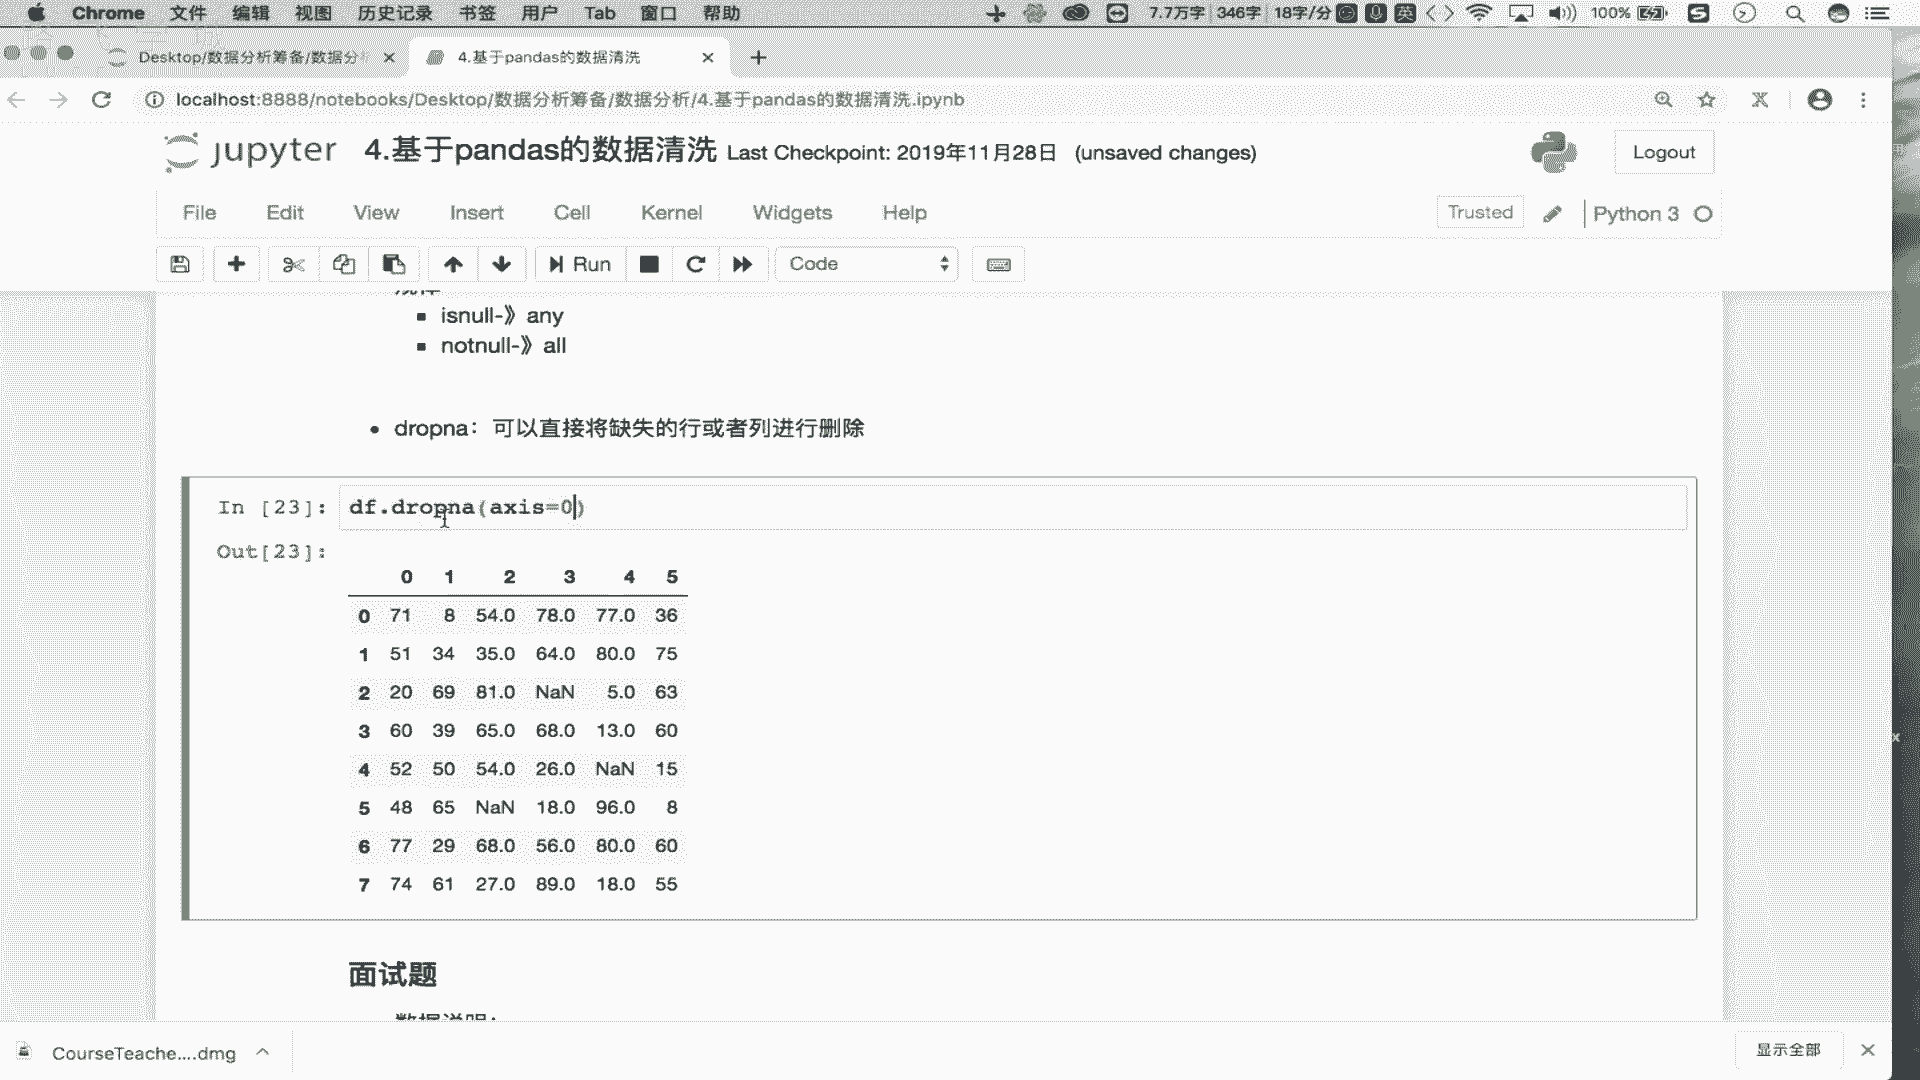 Chrome 文件 编辑 视图 历史记录 书签 用户 Tab 窗口 帮助 7.7万字 346字 18字/分 英 100%
Desktop/数据分析筹备/数据分析 4.基于pandas的数据清洗
localhost:8888/notebooks/Desktop/数据分析筹备/数据分析/4.基于pandas的数据清洗.ipynb
jupyter 4.基于pandas的数据清洗 Last Checkpoint: 2019年11月28日 (unsaved changes) Logout
File Edit View Insert Cell Kernel Widgets Help Trusted Python 3
Run Code
isnull-》any
notnull-》all
dropna：可以直接将缺失的行或者列进行删除
In [23]: df.dropna(axis=0)
Out[23]:
0 1 2 3 4 5
0 71 8 54.0 78.0 77.0 36
1 51 34 35.0 64.0 80.0 75
2 20 69 81.0 NaN 5.0 63
3 60 39 65.0 68.0 13.0 60
4 52 50 54.0 26.0 NaN 15
5 48 65 NaN 18.0 96.0 8
6 77 29 68.0 56.0 80.0 60
7 74 61 27.0 89.0 18.0 55
面试题
数据说明：
CourseTeache....dmg 显示全部